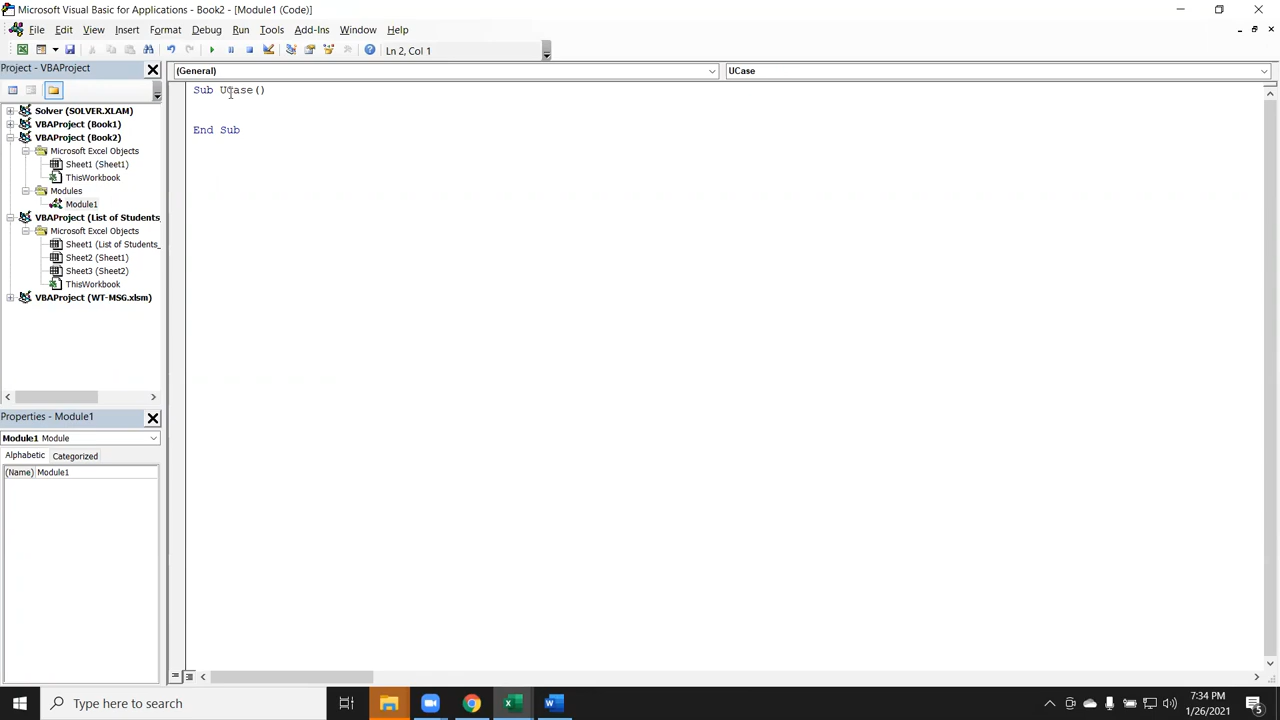 Microsoft Visual Basic for Applications - Book2 - [Module1 (Code)]
File Edit View Insert Format Debug Run Tools Add-Ins Window Help
Ln 2, Col 1
Project - VBAProject
(General)
UCase
Solver (SOLVER.XLAM)
VBAProject (Book1)
VBAProject (Book2)
Microsoft Excel Objects
Sheet1 (Sheet1)
ThisWorkbook
Modules
Module1
VBAProject (List of Students_
Microsoft Excel Objects
Sheet1 (List of Students_
Sheet2 (Sheet1)
Sheet3 (Sheet2)
ThisWorkbook
VBAProject (WT-MSG.xlsm)
Sub UCase()
End Sub
Properties - Module1
Module1 Module
Alphabetic Categorized
(Name) Module1
Type here to search
7:34 PM
1/26/2021
5